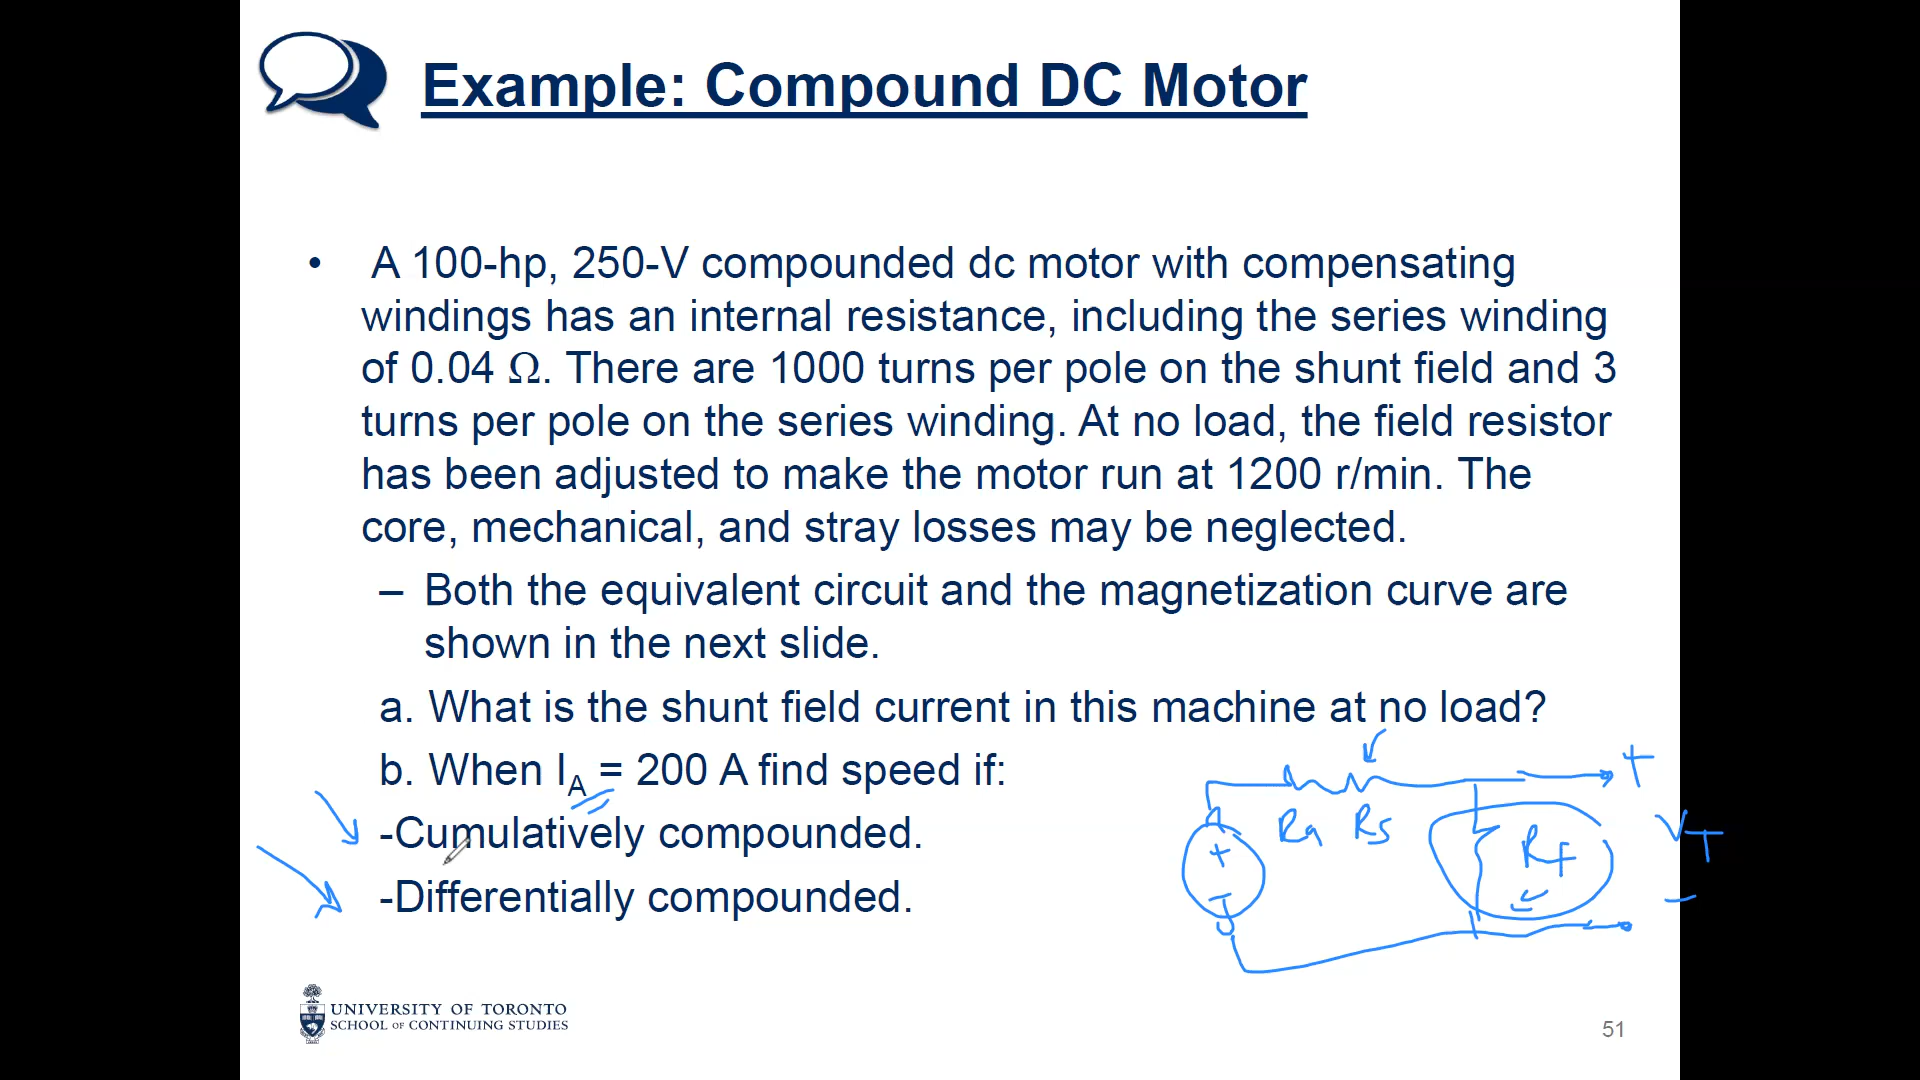 Example: Compound DC Motor
• A 100-hp, 250-V compounded dc motor with compensating
windings has an internal resistance, including the series winding
of 0.04 Ω. There are 1000 turns per pole on the shunt field and 3
turns per pole on the series winding. At no load, the field resistor
has been adjusted to make the motor run at 1200 r/min. The
core, mechanical, and stray losses may be neglected.
– Both the equivalent circuit and the magnetization curve are
shown in the next slide.
a. What is the shunt field current in this machine at no load?
b. When IA = 200 A find speed if:
-Cumulatively compounded.
-Differentially compounded.
+
Ra Rs
+ Rf VT
-
-
UNIVERSITY OF TORONTO
SCHOOL OF CONTINUING STUDIES
51